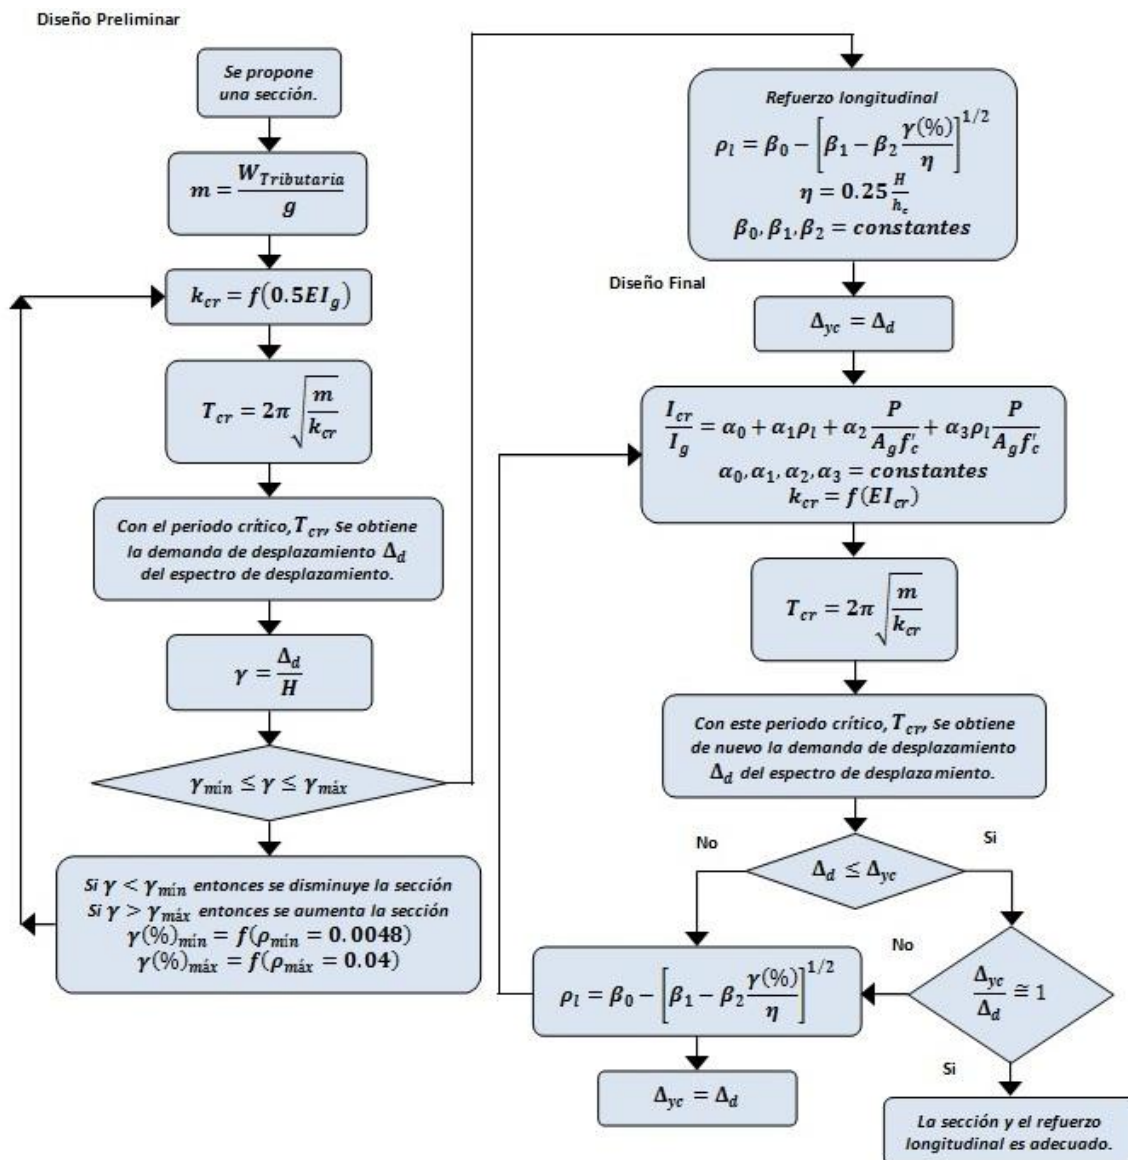 Diseño Preliminar
Se propone
una sección.
m = W_Tributaria / g
k_cr = f(0.5EI_g)
T_cr = 2π √(m / k_cr)
Con el periodo crítico, T_cr, Se obtiene
la demanda de desplazamiento Δ_d
del espectro de desplazamiento.
γ = Δ_d / H
γ_mín ≤ γ ≤ γ_máx
Si γ < γ_mín entonces se disminuye la sección
Si γ > γ_máx entonces se aumenta la sección
γ(%)_mín = f(ρ_mín = 0.0048)
γ(%)_máx = f(ρ_máx = 0.04)
Refuerzo longitudinal
ρ_l = β_0 − [β_1 − β_2 γ(%) / η]^1/2
η = 0.25 H / h_c
β_0, β_1, β_2 = constantes
Diseño Final
Δ_yc = Δ_d
I_cr / I_g = α_0 + α_1ρ_l + α_2 P / A_g f'_c + α_3ρ_l P / A_g f'_c
α_0, α_1, α_2, α_3 = constantes
k_cr = f(EI_cr)
T_cr = 2π √(m / k_cr)
Con este periodo crítico, T_cr, Se obtiene
de nuevo la demanda de desplazamiento
Δ_d del espectro de desplazamiento.
No
Si
Δ_d ≤ Δ_yc
No
Δ_yc / Δ_d ≅ 1
ρ_l = β_0 − [β_1 − β_2 γ(%) / η]^1/2
Si
Δ_yc = Δ_d
La sección y el refuerzo
longitudinal es adecuado.